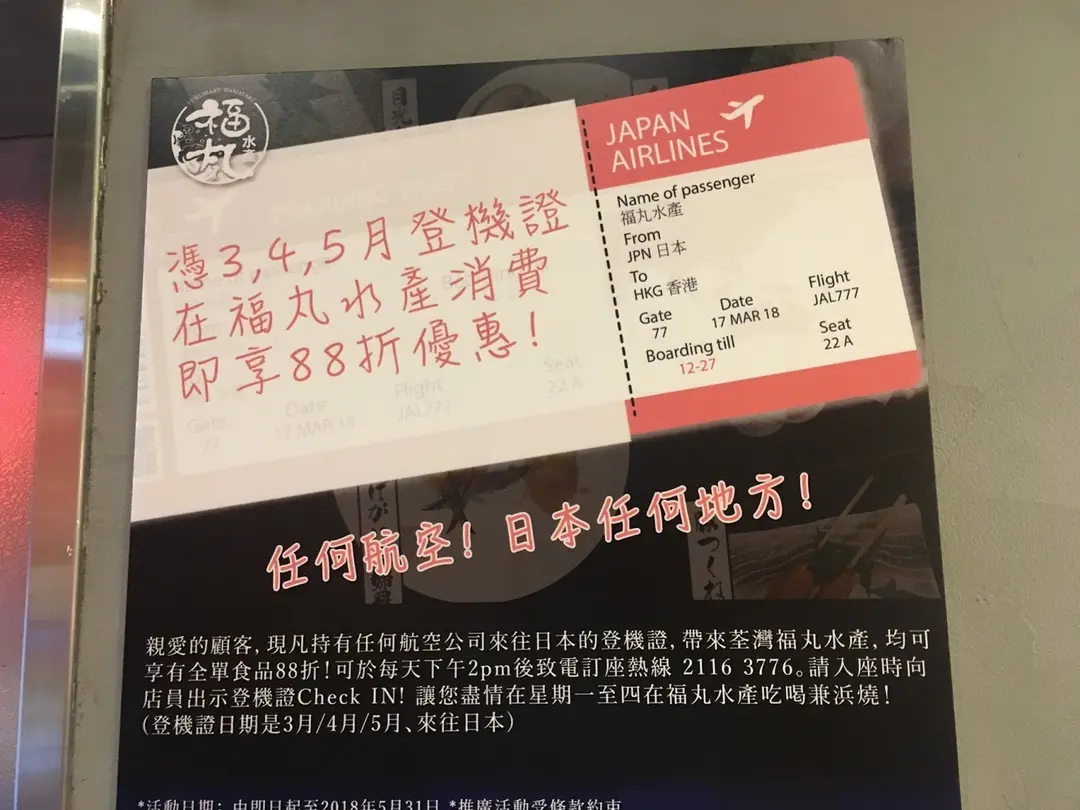 福丸
水產
憑3,4,5月登機證
在福丸水產消費
即享88折優惠!
Gate
77
Date
17 MAR 18
Flight
JAL777
Seat
22 A
JAPAN
AIRLINES
Name of passenger
福丸水產
From
JPN 日本
To
HKG 香港
Gate
77
Date
17 MAR 18
Flight
JAL777
Boarding till
12-27
Seat
22 A
任何航空! 日本任何地方!
親愛的顧客, 現凡持有任何航空公司來往日本的登機證, 帶來荃灣福丸水產, 均可
享有全單食品88折! 可於每天下午2pm後致電訂座熱線 2116 3776。請入座時向
店員出示登機證Check IN! 讓您盡情在星期一至四在福丸水產吃喝兼浜燒!
(登機證日期是3月/4月/5月、來往日本)
*活動日期: 由即日起至2018年5月31日 *推廣活動受條款約束